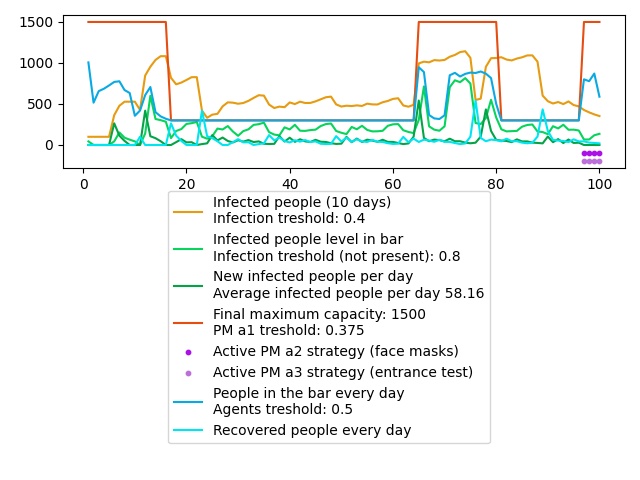 1500
1000
500
0
0 20 40 60 80 100
Infected people (10 days)
Infection treshold: 0.4
Infected people level in bar
Infection treshold (not present): 0.8
New infected people per day
Average infected people per day 58.16
Final maximum capacity: 1500
PM a1 treshold: 0.375
Active PM a2 strategy (face masks)
Active PM a3 strategy (entrance test)
People in the bar every day
Agents treshold: 0.5
Recovered people every day